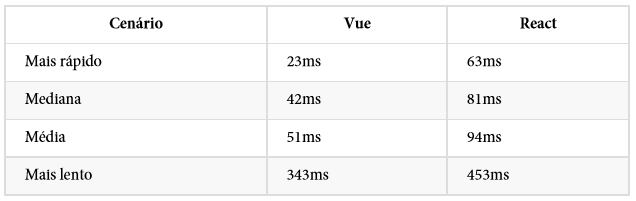 Cenário Vue React
Mais rápido 23ms 63ms
Mediana 42ms 81ms
Média 51ms 94ms
Mais lento 343ms 453ms